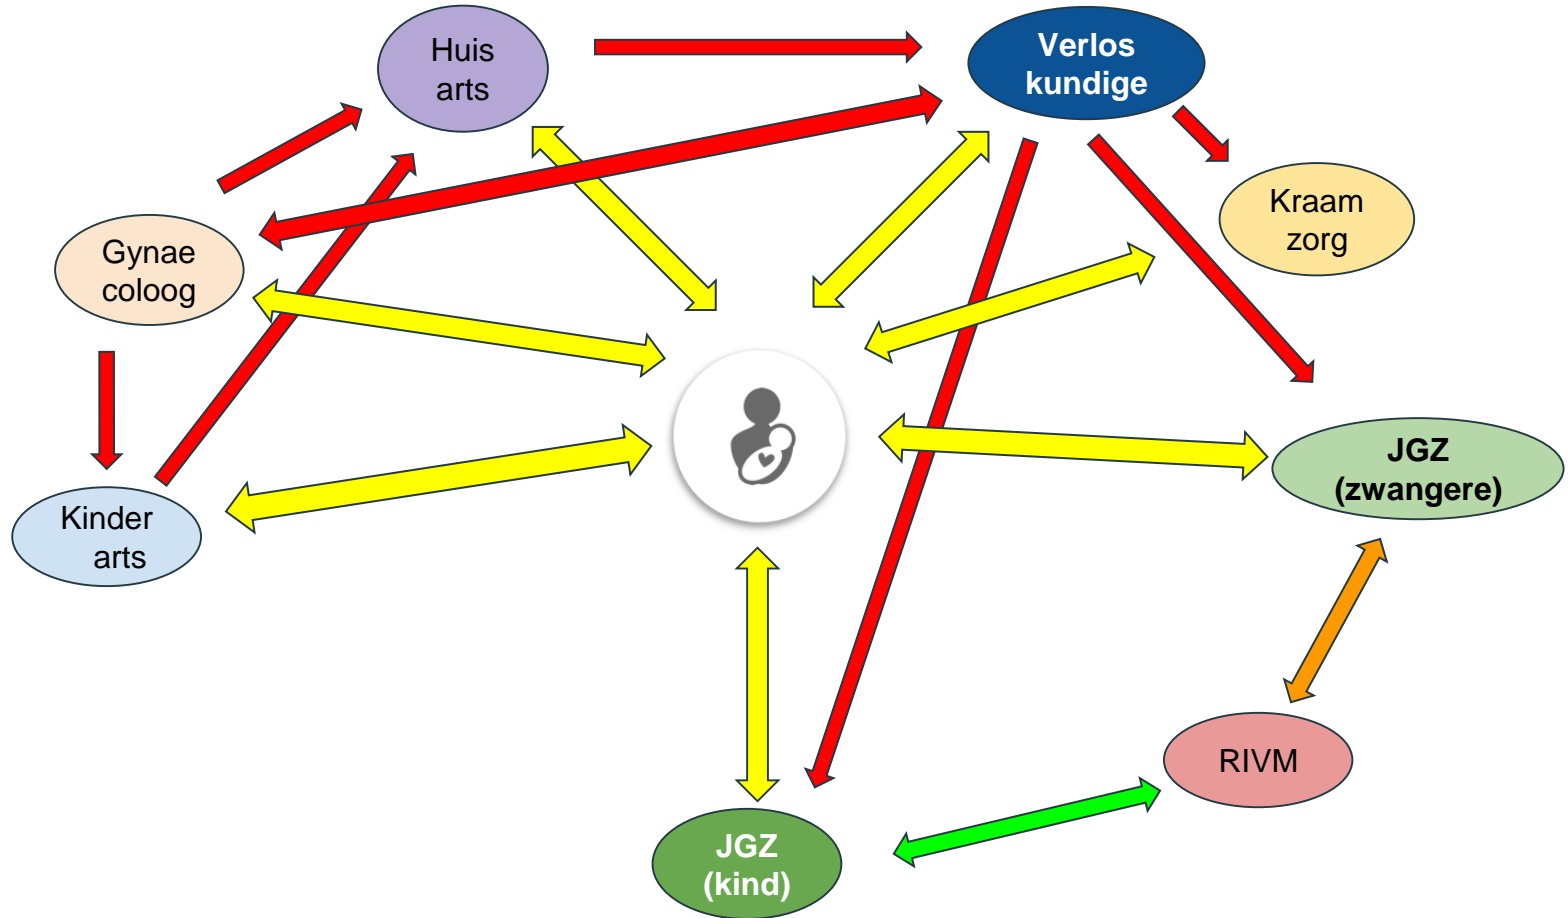 Huis
arts
Verlos
kundige
Kraam
zorg
Gynae
coloog
JGZ
(zwangere)
Kinder
arts
RIVM
JGZ
(kind)